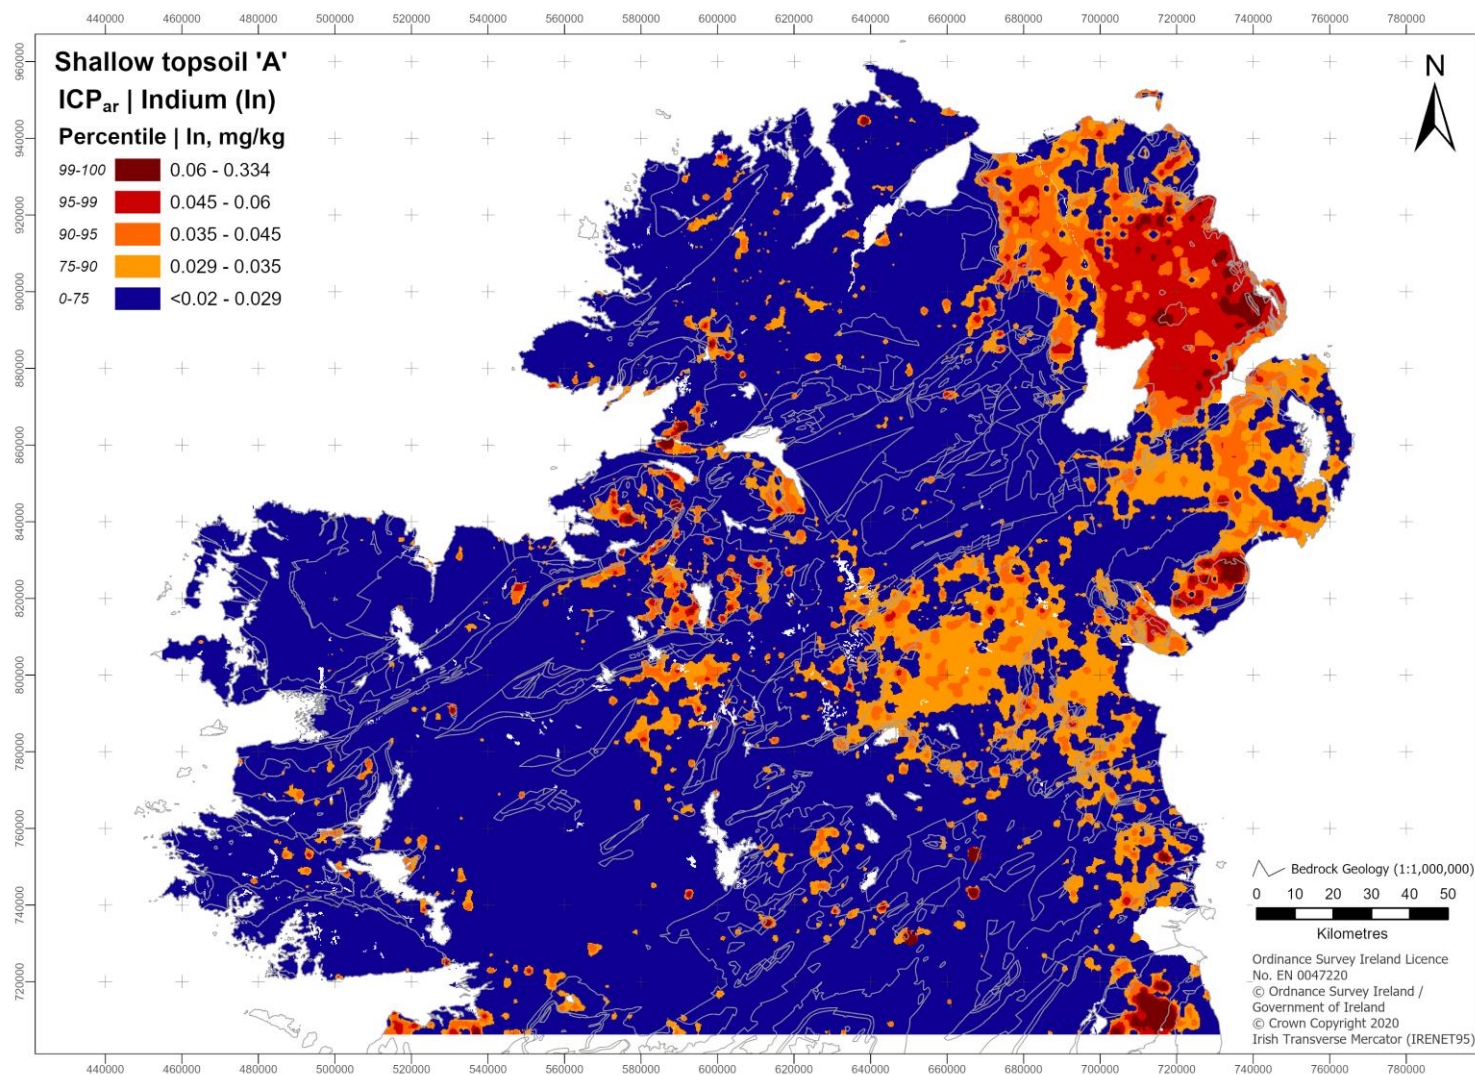 440000 460000 480000 500000 520000 540000 560000 580000 600000 620000 640000 660000 680000 700000 720000 740000 760000 780000
Shallow topsoil 'A'
ICPar | Indium (In)
Percentile | In, mg/kg
99-100 0.06 - 0.334
95-99 0.045 - 0.06
90-95 0.035 - 0.045
75-90 0.029 - 0.035
0-75 <0.02 - 0.029
N
960000
940000
920000
900000
880000
860000
840000
820000
800000
780000
760000
740000
720000
Bedrock Geology (1:1,000,000)
0 10 20 30 40 50
Kilometres
Ordinance Survey Ireland Licence
No. EN 0047220
© Ordnance Survey Ireland /
Government of Ireland
© Crown Copyright 2020
Irish Transverse Mercator (IRENET95)
440000 460000 480000 500000 520000 540000 560000 580000 600000 620000 640000 660000 680000 700000 720000 740000 760000 780000